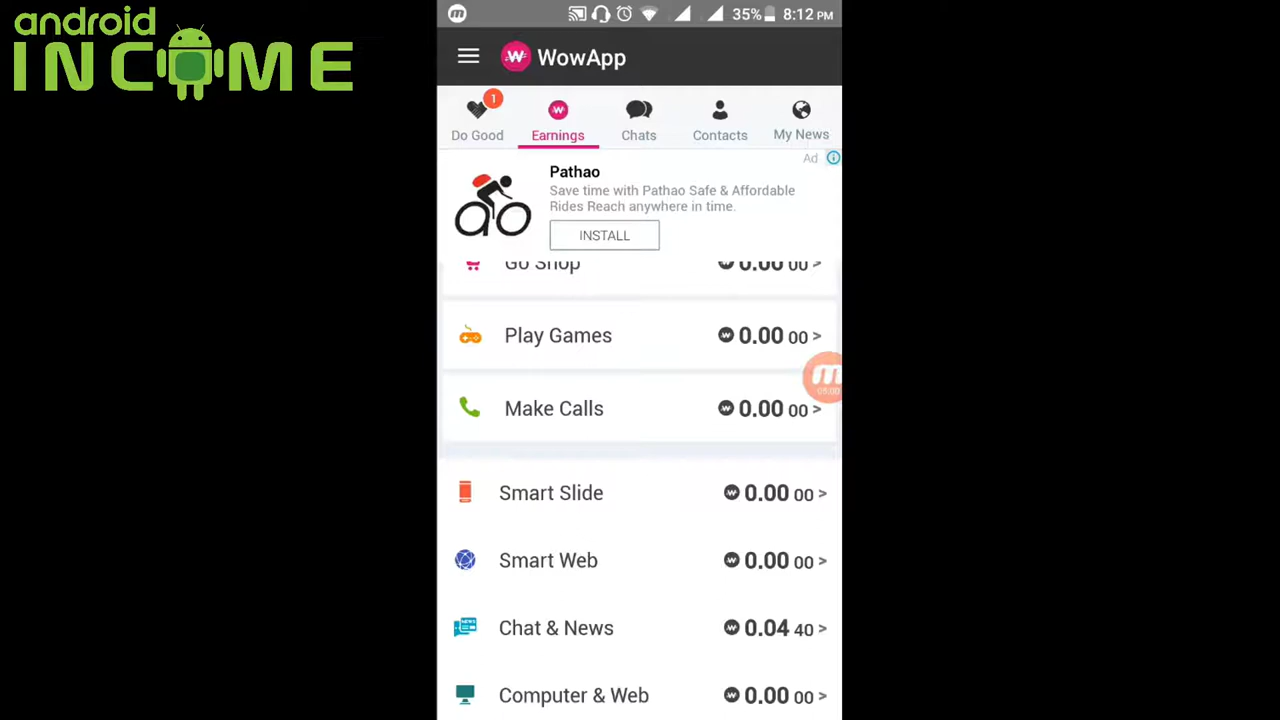 android
INCOME
35% 8:12 PM
WowApp
1
Do Good Earnings Chats Contacts My News
Ad
Pathao
Save time with Pathao Safe & Affordable
Rides Reach anywhere in time.
INSTALL
Go Shop 0.00 00 >
Play Games 0.00 00 >
Make Calls 0.00 00 >
Smart Slide 0.00 00 >
Smart Web 0.00 00 >
NEWS
Chat & News 0.04 40 >
Computer & Web 0.00 00 >